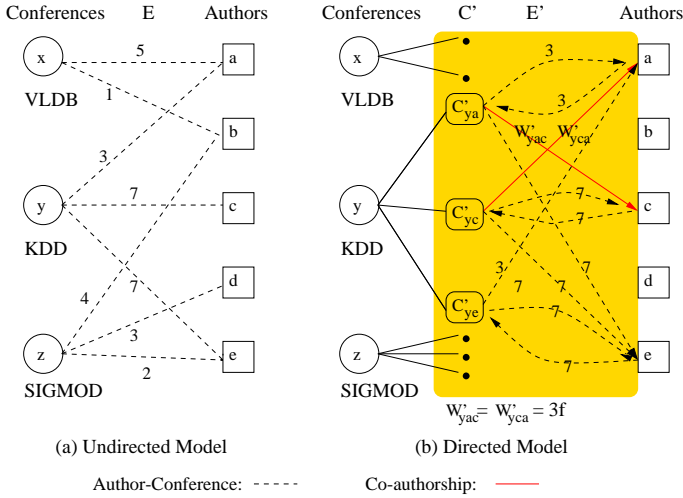 Conferences E Authors
x 5 a
VLDB
1
b
3
y 7 c
KDD
7
d
4
3
z e
2
SIGMOD
(a) Undirected Model
Conferences C' E' Authors
x 3 a
VLDB
C'ya 3
W'yac W'yca
b
7
y C'yc c
7
KDD
3 7 7 d
C'ye 7 7
z e
7
SIGMOD
W'yac = W'yca = 3f
(b) Directed Model
Author-Conference: Co-authorship: